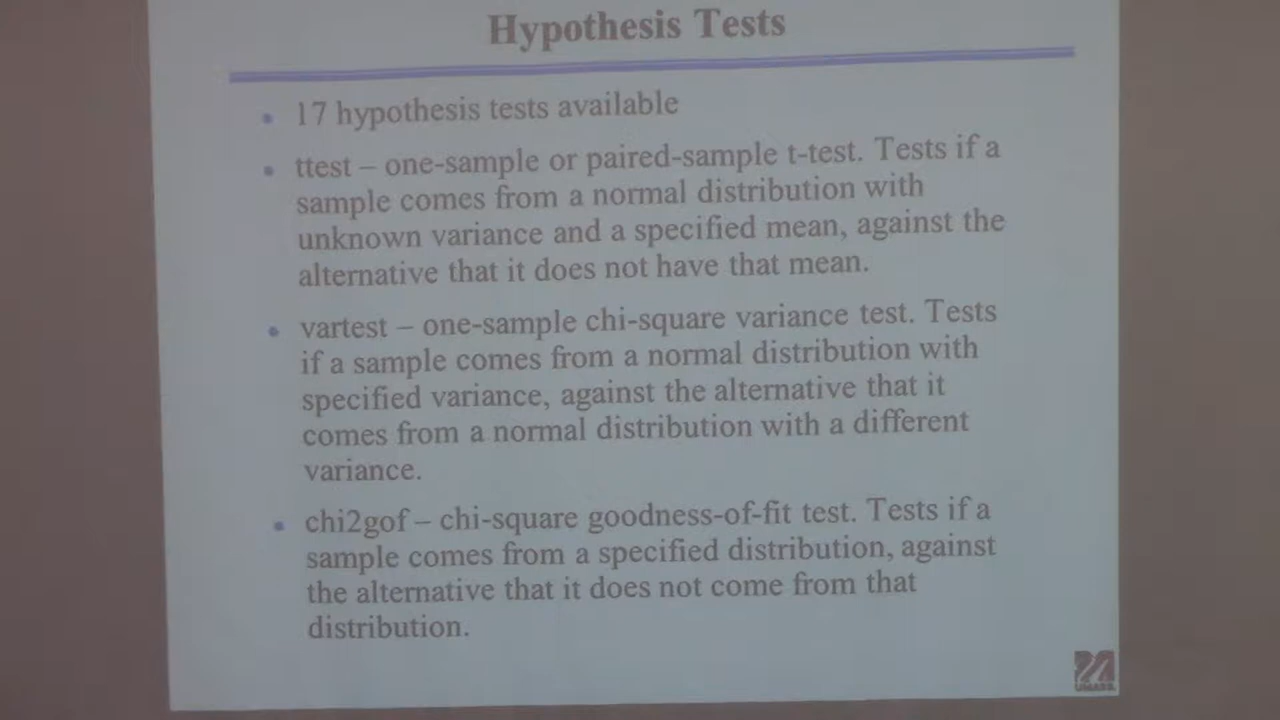 Hypothesis Tests
• 17 hypothesis tests available
• ttest – one-sample or paired-sample t-test. Tests if a
sample comes from a normal distribution with
unknown variance and a specified mean, against the
alternative that it does not have that mean.
• vartest – one-sample chi-square variance test. Tests
if a sample comes from a normal distribution with
specified variance, against the alternative that it
comes from a normal distribution with a different
variance.
• chi2gof – chi-square goodness-of-fit test. Tests if a
sample comes from a specified distribution, against
the alternative that it does not come from that
distribution.